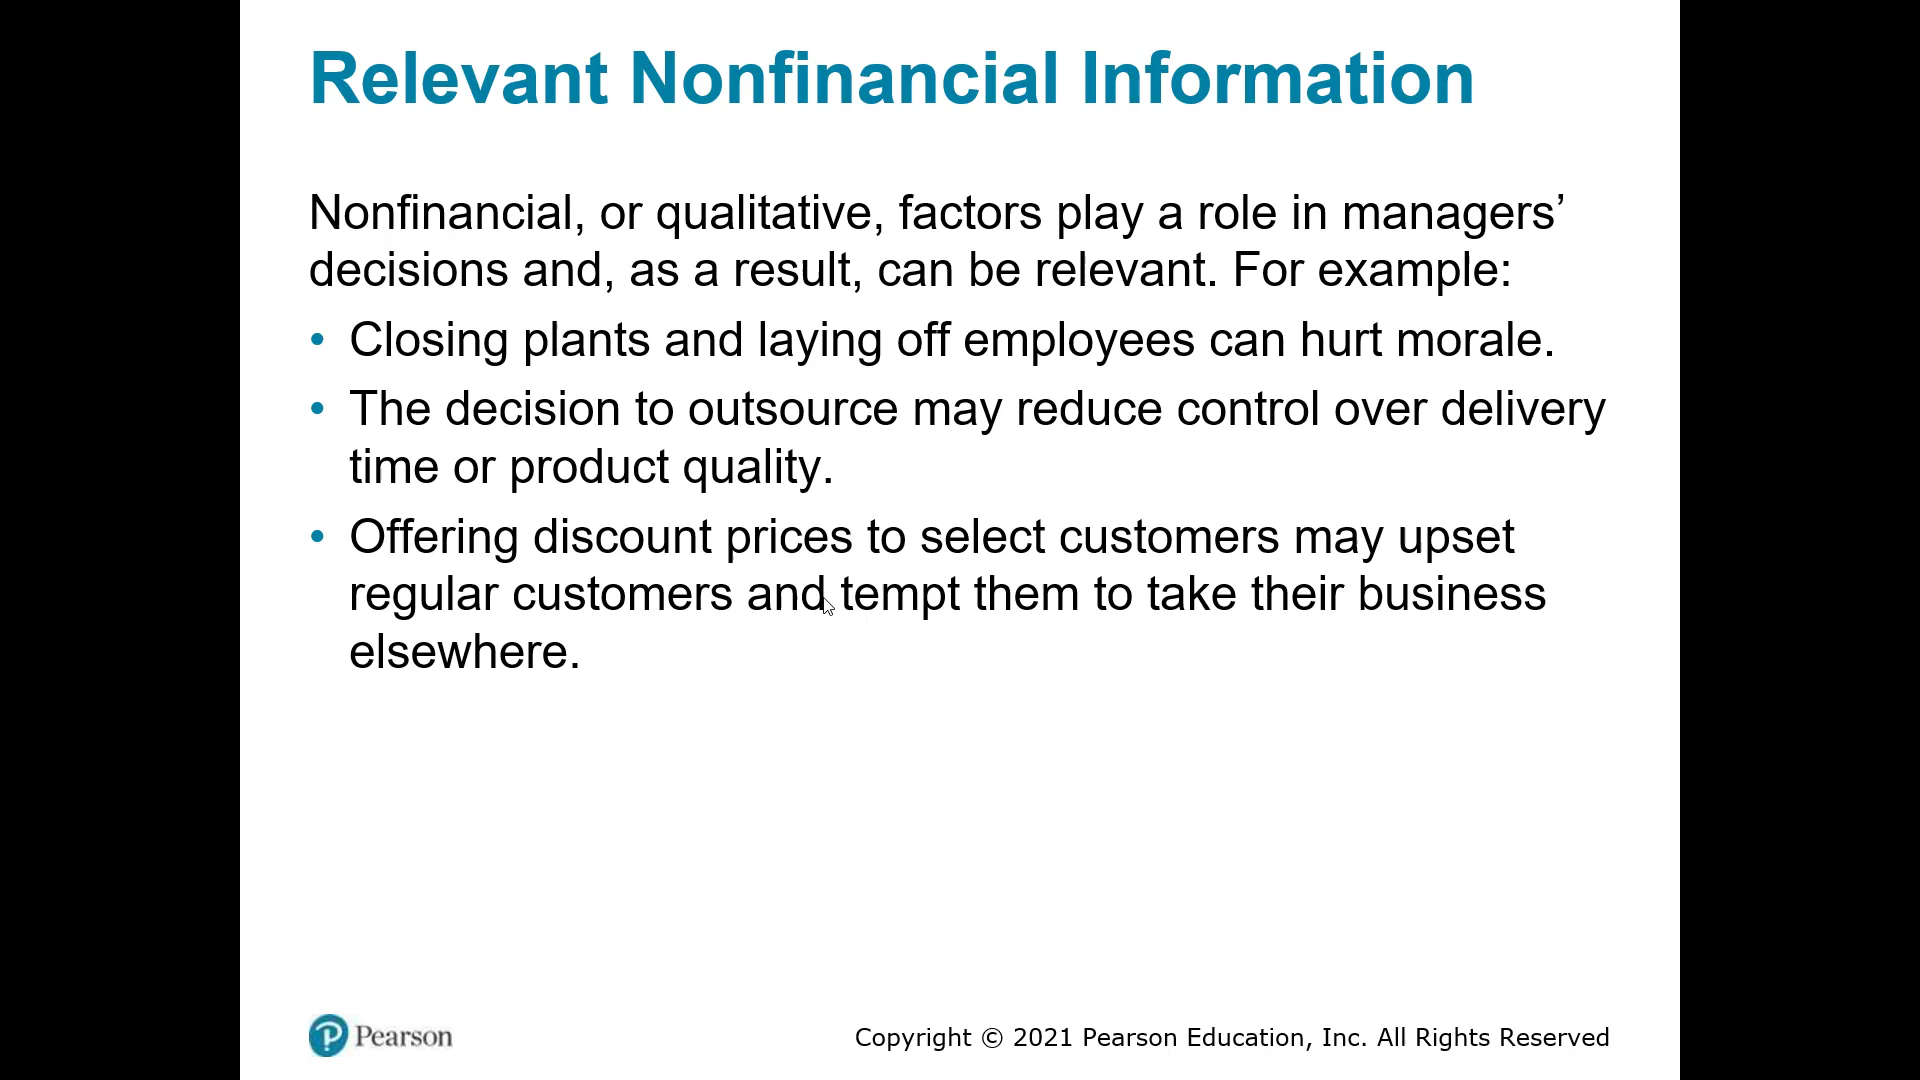 Relevant Nonfinancial Information
Nonfinancial, or qualitative, factors play a role in managers’
decisions and, as a result, can be relevant. For example:
• Closing plants and laying off employees can hurt morale.
• The decision to outsource may reduce control over delivery
time or product quality.
• Offering discount prices to select customers may upset
regular customers and tempt them to take their business
elsewhere.
Pearson
Copyright © 2021 Pearson Education, Inc. All Rights Reserved